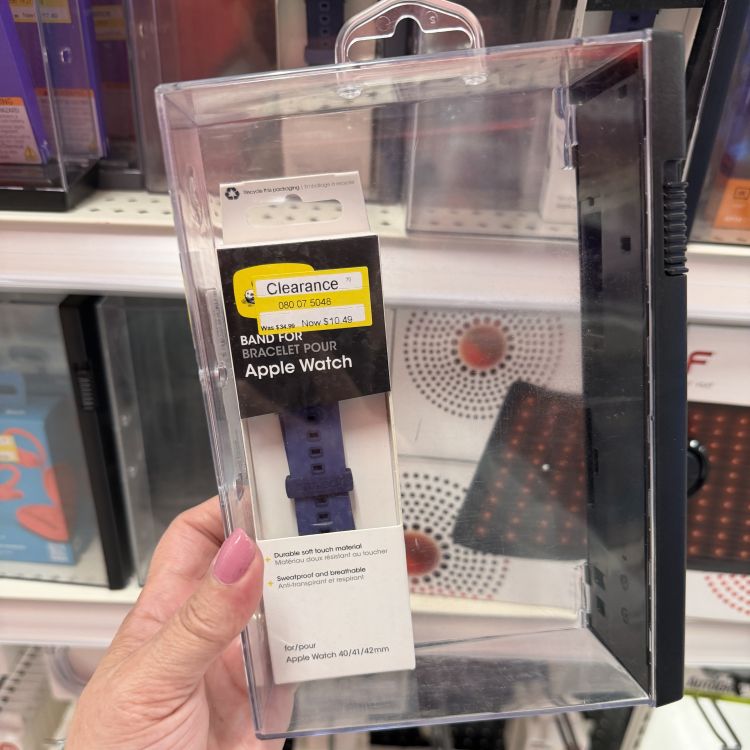 Recycle this packaging | Emballage à recycler
Clearance 70
080 07 5048
Was $34.99 Now $10.49
BAND FOR
BRACELET POUR
Apple Watch
Durable soft touch material
Matériau doux résistant au toucher
Sweatproof and breathable
Anti-transpirant et respirant
for/pour
Apple Watch 40/41/42mm